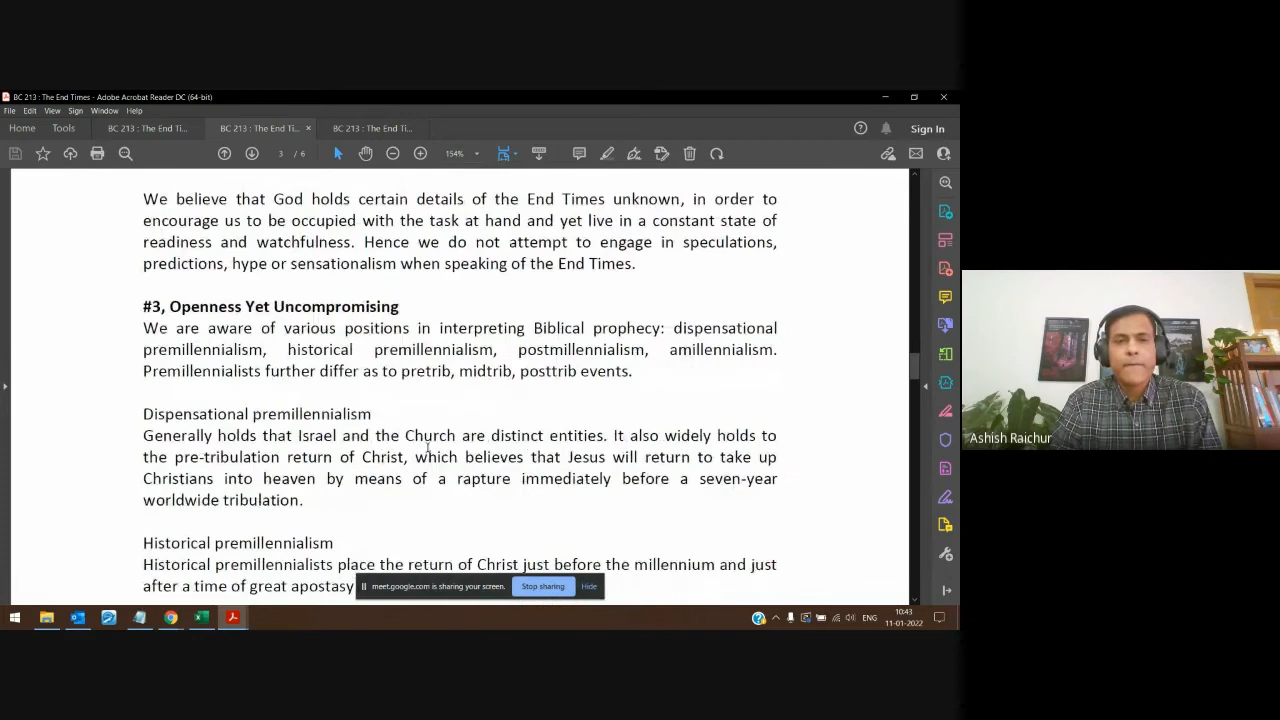 BC 213 : The End Times - Adobe Acrobat Reader DC (64-bit)
File Edit View Sign Window Help
Home Tools BC 213 : The End Ti... BC 213 : The End Ti... × BC 213 : The End Ti... Sign In
3 / 6 154%
We believe that God holds certain details of the End Times unknown, in order to
encourage us to be occupied with the task at hand and yet live in a constant state of
readiness and watchfulness. Hence we do not attempt to engage in speculations,
predictions, hype or sensationalism when speaking of the End Times.
#3, Openness Yet Uncompromising
We are aware of various positions in interpreting Biblical prophecy: dispensational
premillennialism, historical premillennialism, postmillennialism, amillennialism.
Premillennialists further differ as to pretrib, midtrib, posttrib events.
Dispensational premillennialism
Generally holds that Israel and the Church are distinct entities. It also widely holds to
the pre-tribulation return of Christ, which believes that Jesus will return to take up
Christians into heaven by means of a rapture immediately before a seven-year
worldwide tribulation.
Historical premillennialism
Historical premillennialists place the return of Christ just before the millennium and just
after a time of great apostasy
meet.google.com is sharing your screen. Stop sharing Hide
Ashish Raichur
ENG
10:43
11-01-2022